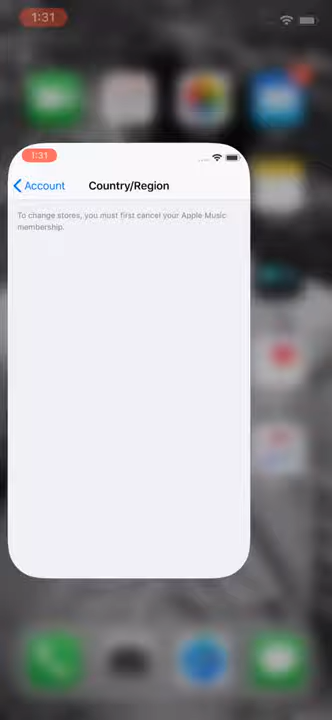 1:31
1:31
Account
Country/Region
To change stores, you must first cancel your Apple Music
membership.